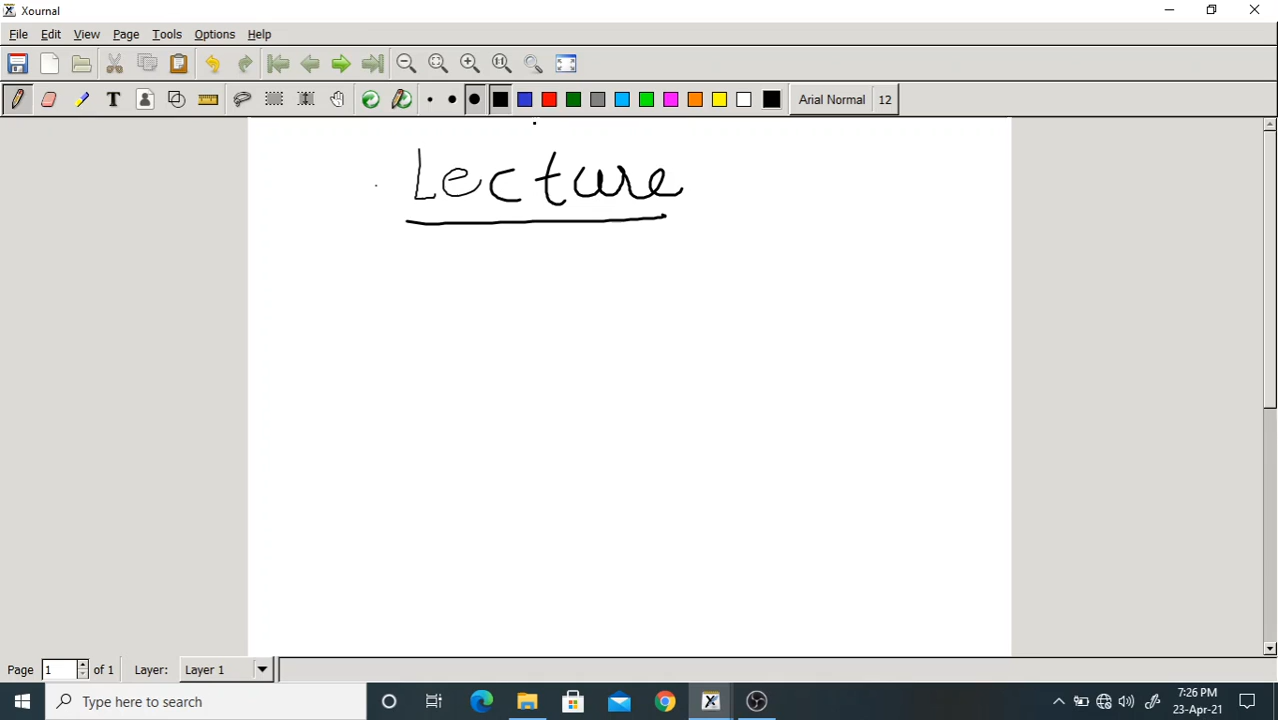 Xournal
File Edit View Page Tools Options Help
Arial Normal 12
Lecture
Page 1 of 1 Layer: Layer 1
Type here to search
7:26 PM
23-Apr-21